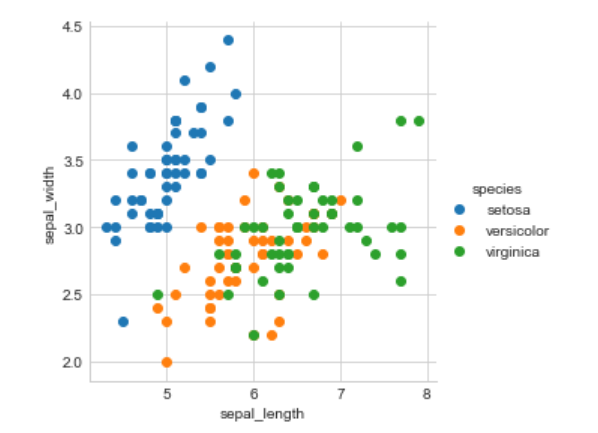 4.5
4.0
3.5
3.0
2.5
2.0
sepal_width
5 6 7 8
sepal_length
species
setosa
versicolor
virginica